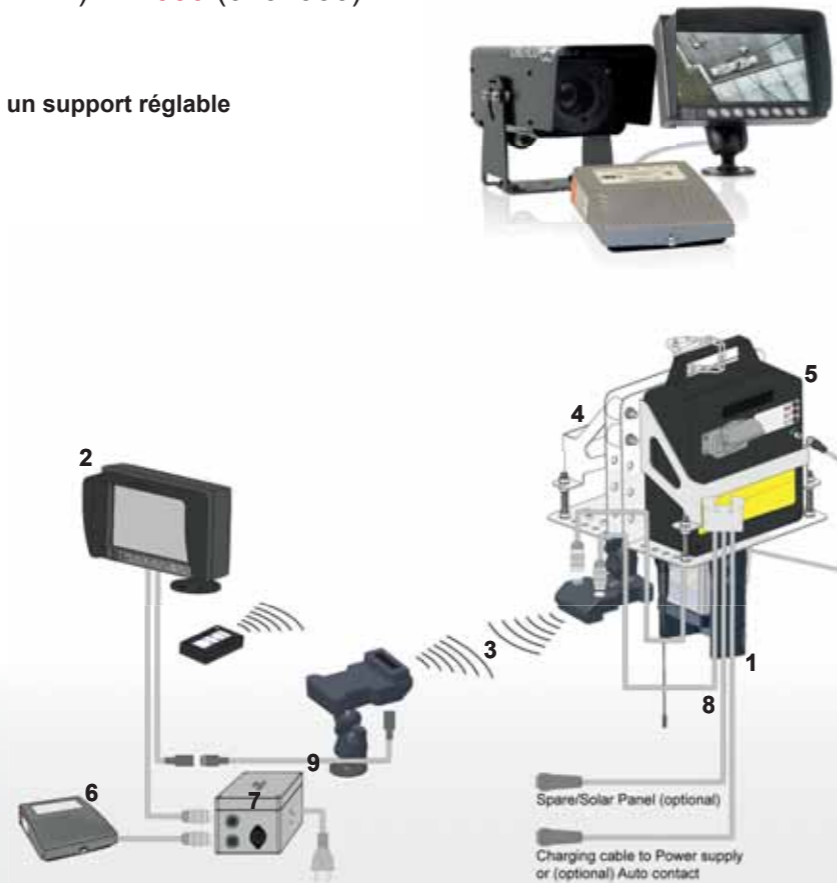 un support réglable
5
4
2
3
1
8
9
6
7
Spare/Solar Panel (optional)
Charging cable to Power supply
or (optional) Auto contact